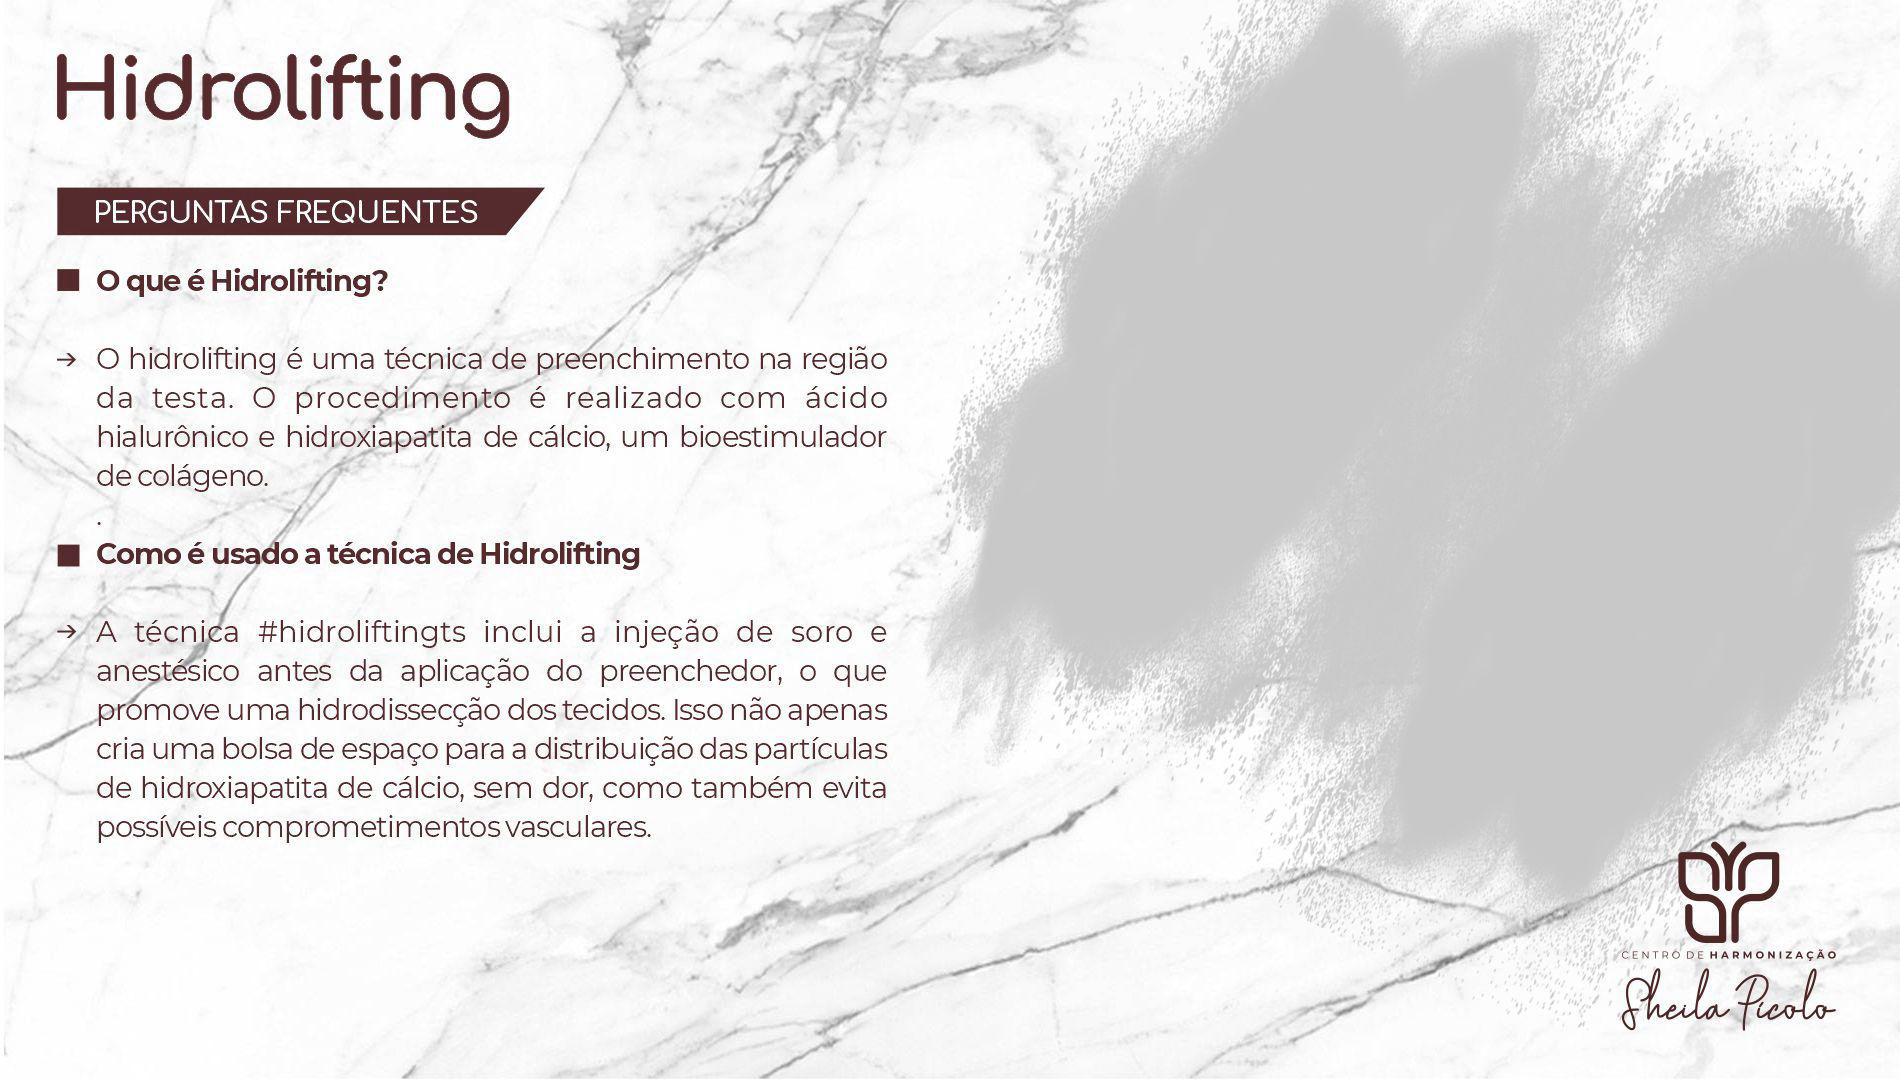 Hidrolifting
PERGUNTAS FREQUENTES
■ O que é Hidrolifting?
→ O hidrolifting é uma técnica de preenchimento na região
da testa. O procedimento é realizado com ácido
hialurônico e hidroxiapatita de cálcio, um bioestimulador
de colágeno.
.
■ Como é usado a técnica de Hidrolifting
→ A técnica #hidroliftingts inclui a injeção de soro e
anestésico antes da aplicação do preenchedor, o que
promove uma hidrodissecção dos tecidos. Isso não apenas
cria uma bolsa de espaço para a distribuição das partículas
de hidroxiapatita de cálcio, sem dor, como também evita
possíveis comprometimentos vasculares.
CENTRO DE HARMONIZAÇÃO
Sheila Picolo